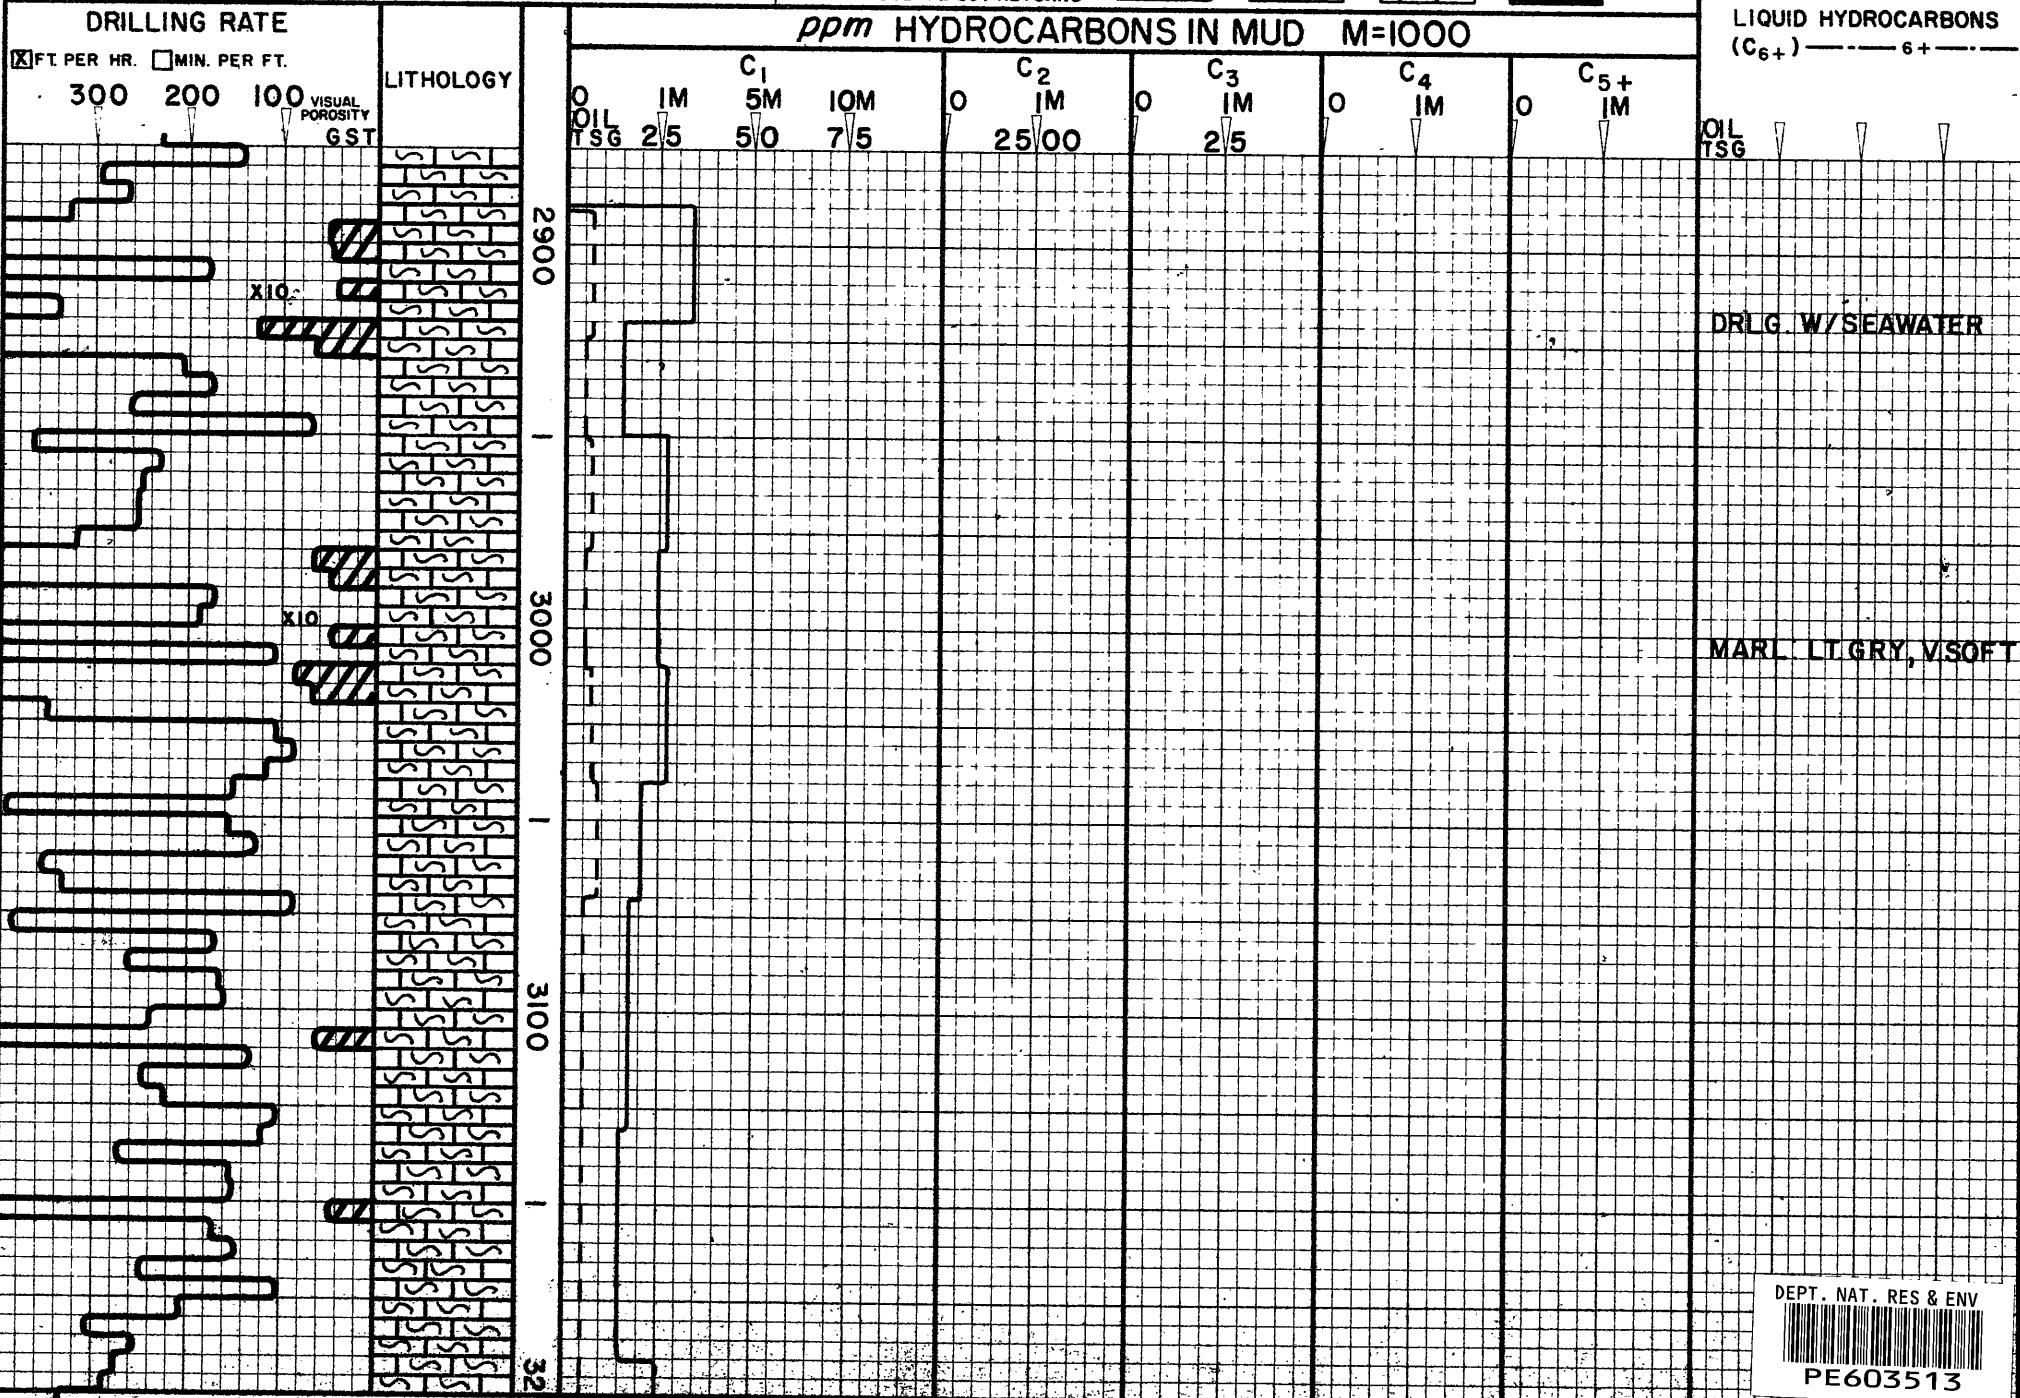 DRILLING RATE
X FT. PER HR. MIN. PER FT.
300 200 100 VISUAL POROSITY
G S T
LITHOLOGY
ppm HYDROCARBONS IN MUD M=1000
C1 C2 C3 C4 C5+
0 1M 5M 10M 0 1M 0 1M 0 1M 0 1M
OIL
TSG 25 50 75 2500 25
LIQUID HYDROCARBONS
(C6+) 6+
OIL
TSG
2900
X10
DRLG. W/SEAWATER
1
3000
X10
MARL: LT.GRY, V.SOFT
1
3100
1
32
DEPT. NAT. RES & ENV
PE603513